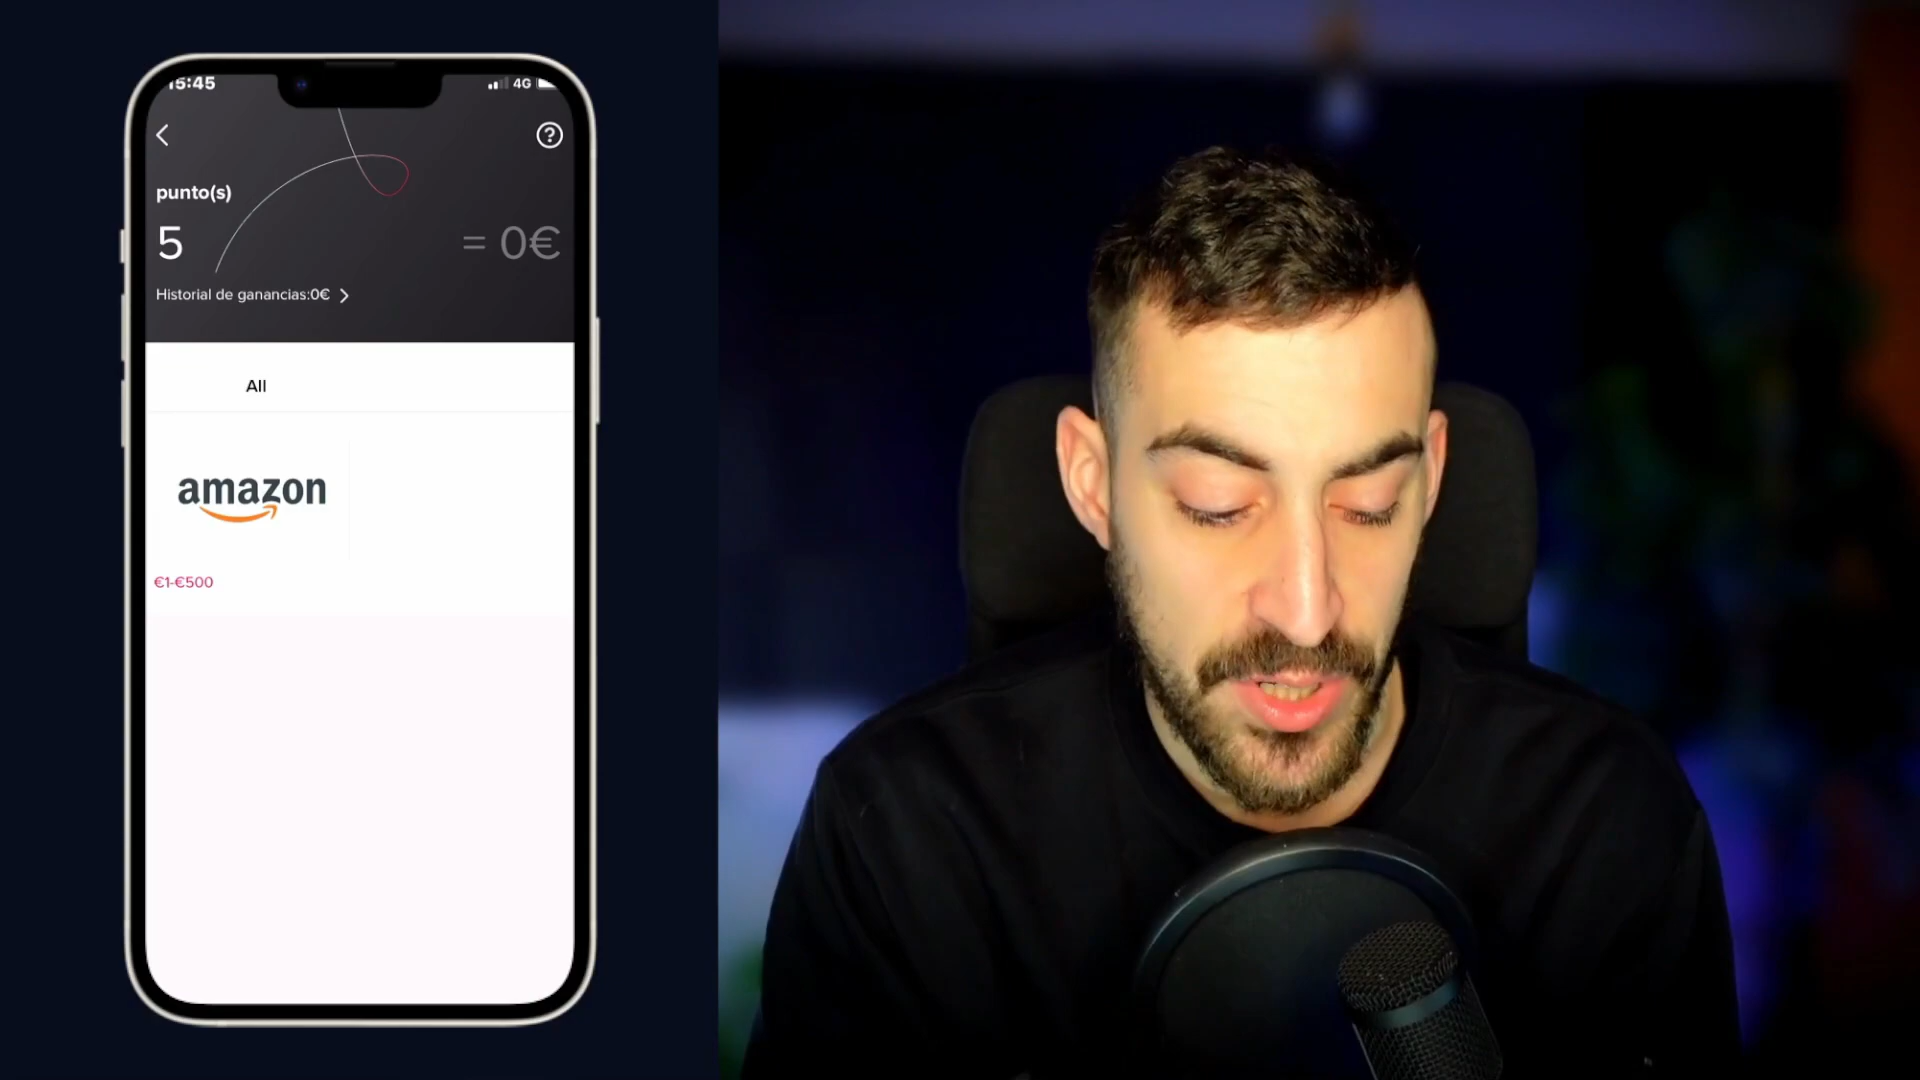 15:45
4G
punto(s)
5
= 0€
Historial de ganancias:0€
All
amazon
€1-€500